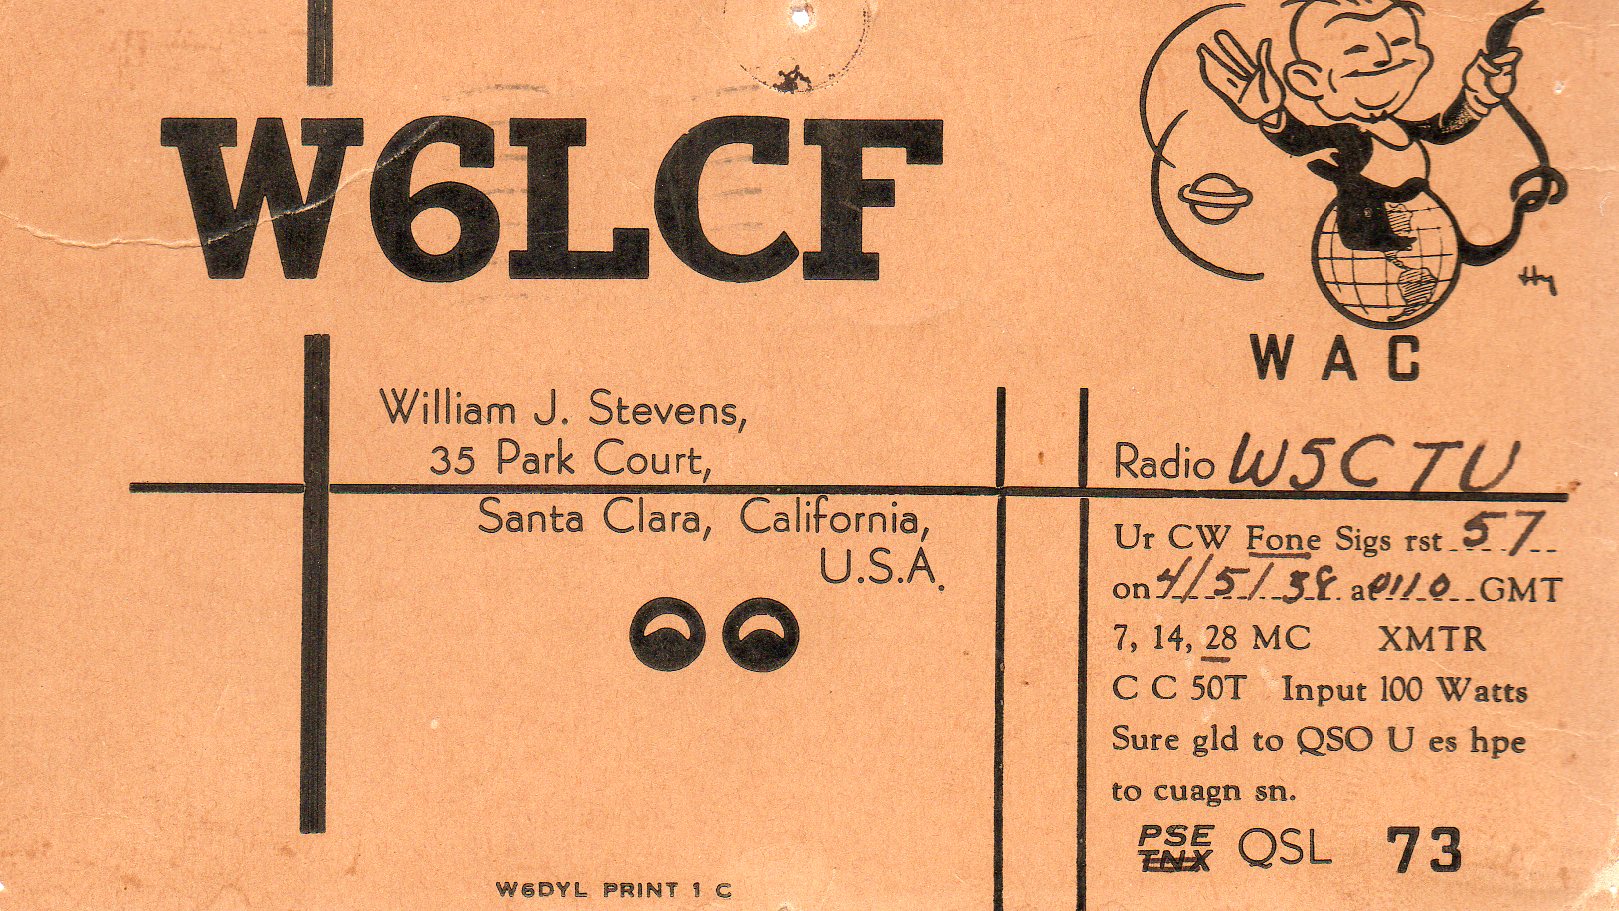 W6LCF
Hy
WAC
William J. Stevens,
35 Park Court,
Santa Clara, California,
U.S.A.
Radio W5CTU
Ur CW Fone Sigs rst 57
on 4/5/38 at 0110 GMT
7, 14, 28 MC XMTR
C C 50T Input 100 Watts
Sure gld to QSO U es hpe
to cuagn sn.
PSE
TNX QSL 73
W6DYL PRINT 1 C